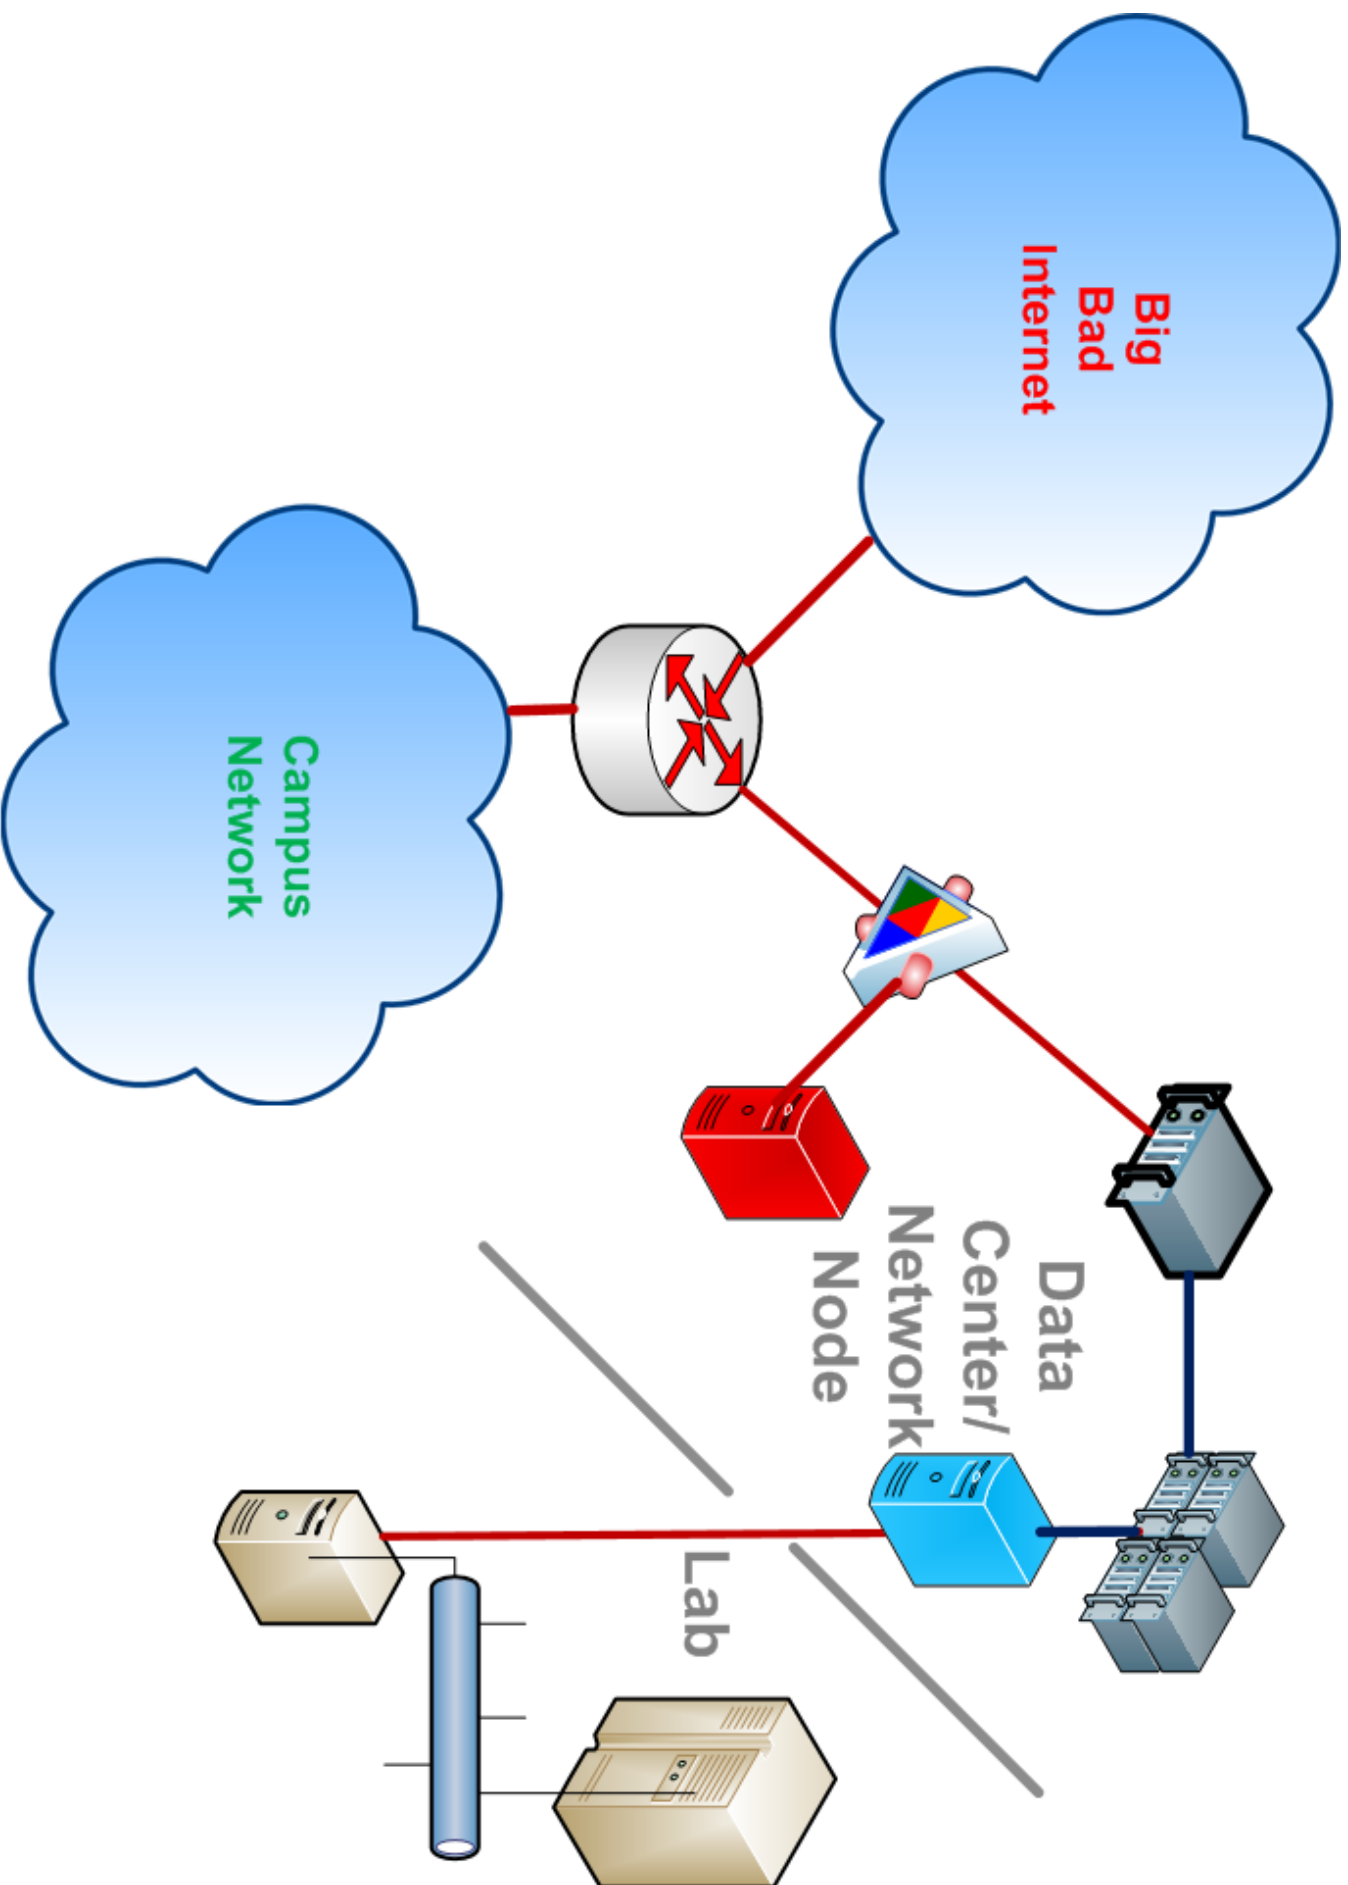 Big
Bad
Internet
Campus
Network
Data
Center/
Network
Node
Lab